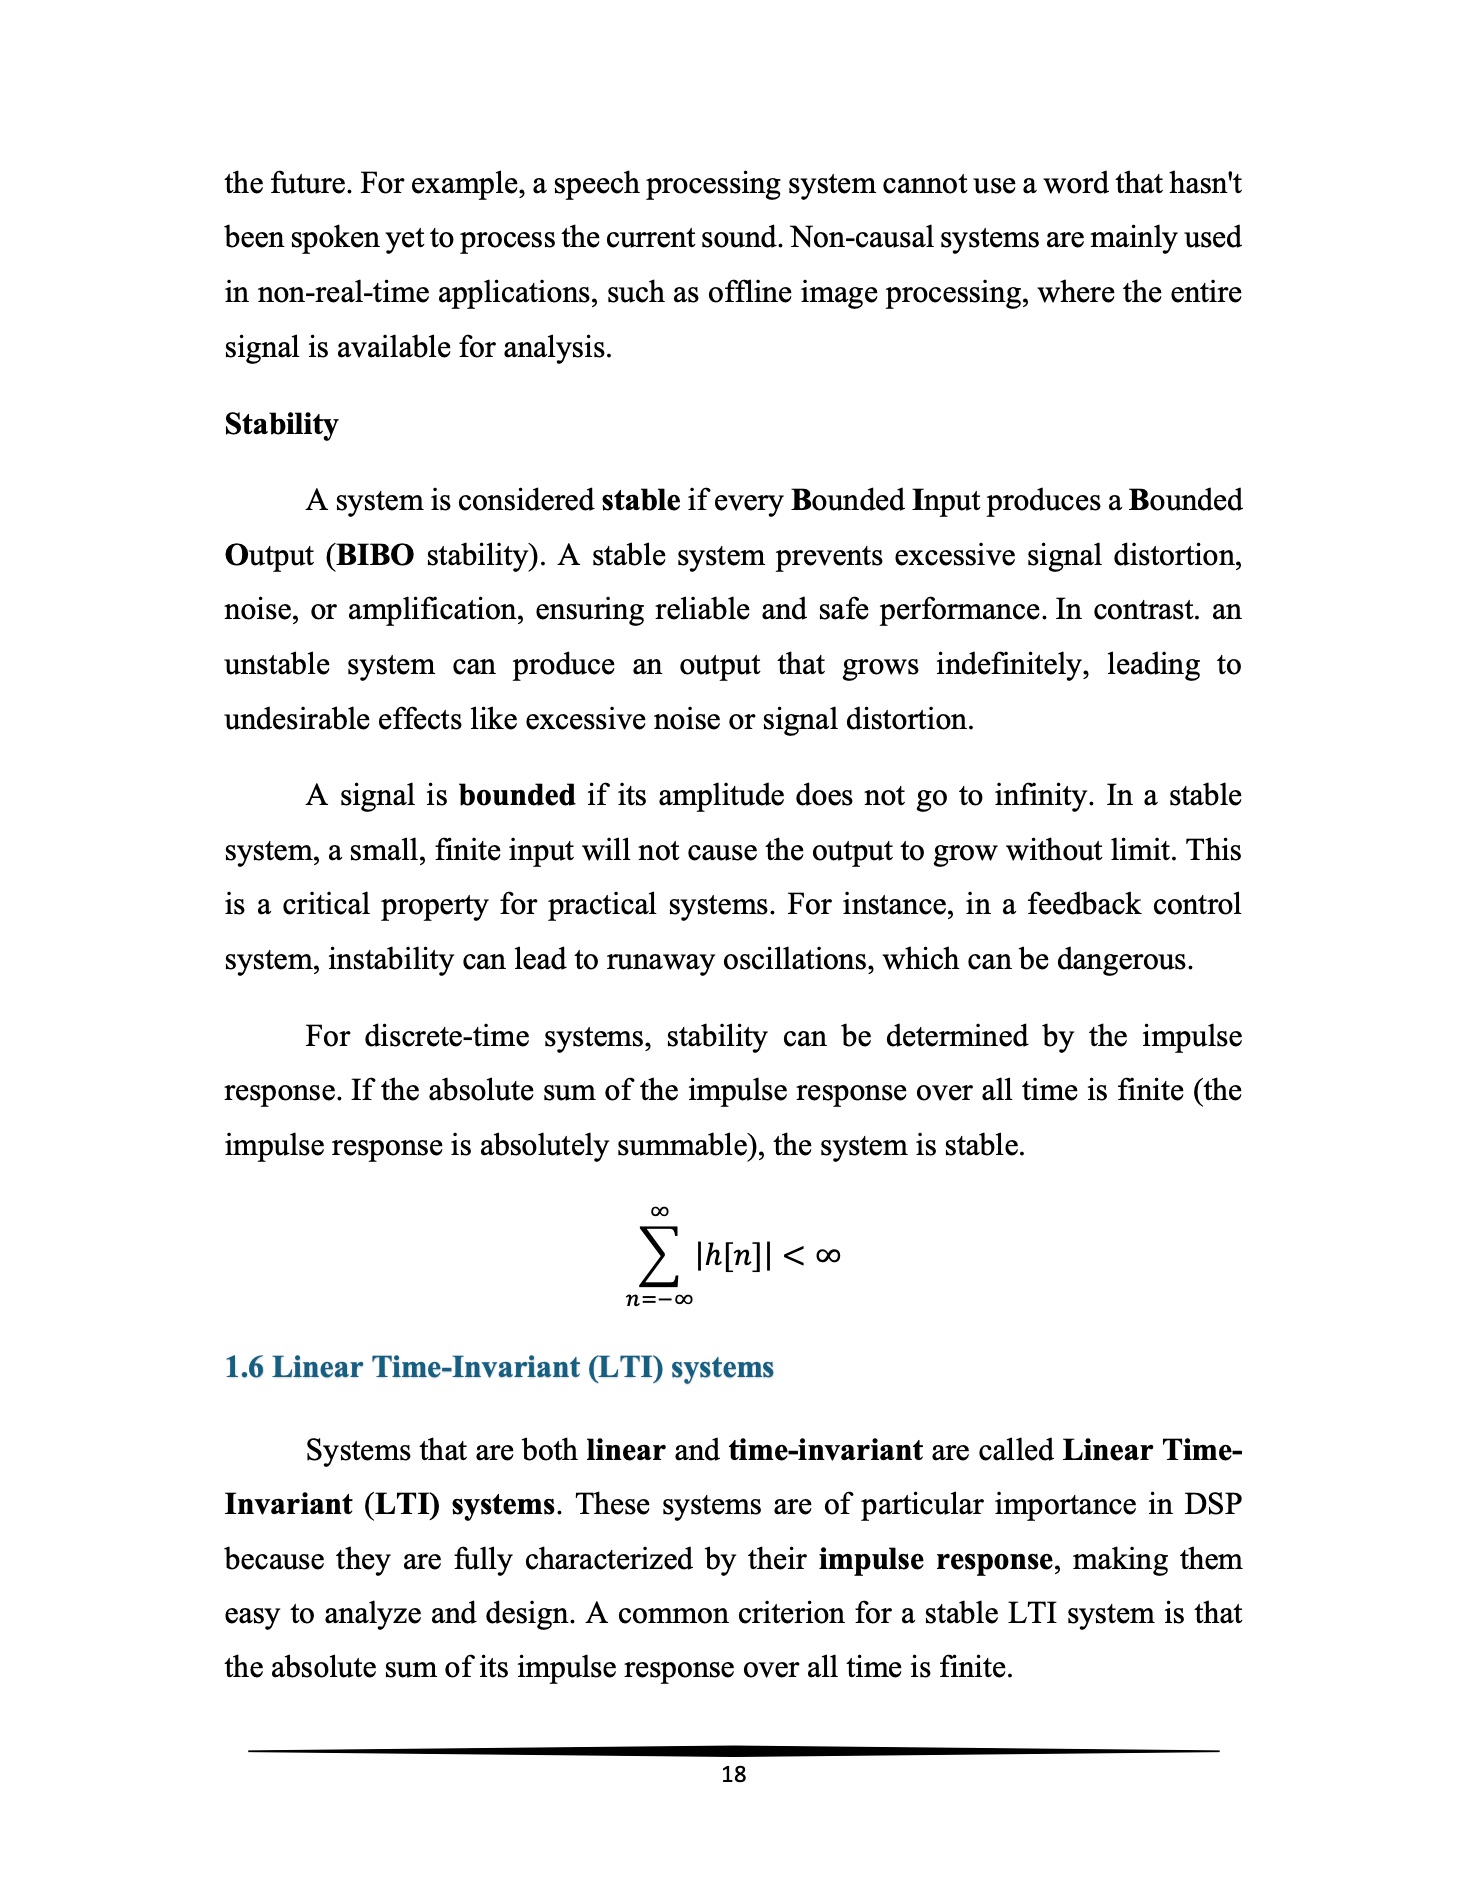 the future. For example, a speech processing system cannot use a word that hasn't
been spoken yet to process the current sound. Non-causal systems are mainly used
in non-real-time applications, such as offline image processing, where the entire
signal is available for analysis.
Stability
A system is considered stable if every Bounded Input produces a Bounded
Output (BIBO stability). A stable system prevents excessive signal distortion,
noise, or amplification, ensuring reliable and safe performance. In contrast. an
unstable system can produce an output that grows indefinitely, leading to
undesirable effects like excessive noise or signal distortion.
A signal is bounded if its amplitude does not go to infinity. In a stable
system, a small, finite input will not cause the output to grow without limit. This
is a critical property for practical systems. For instance, in a feedback control
system, instability can lead to runaway oscillations, which can be dangerous.
For discrete-time systems, stability can be determined by the impulse
response. If the absolute sum of the impulse response over all time is finite (the
impulse response is absolutely summable), the system is stable.
∞
∑ |h[n]| < ∞
n=−∞
1.6 Linear Time-Invariant (LTI) systems
Systems that are both linear and time-invariant are called Linear Time-
Invariant (LTI) systems. These systems are of particular importance in DSP
because they are fully characterized by their impulse response, making them
easy to analyze and design. A common criterion for a stable LTI system is that
the absolute sum of its impulse response over all time is finite.
18